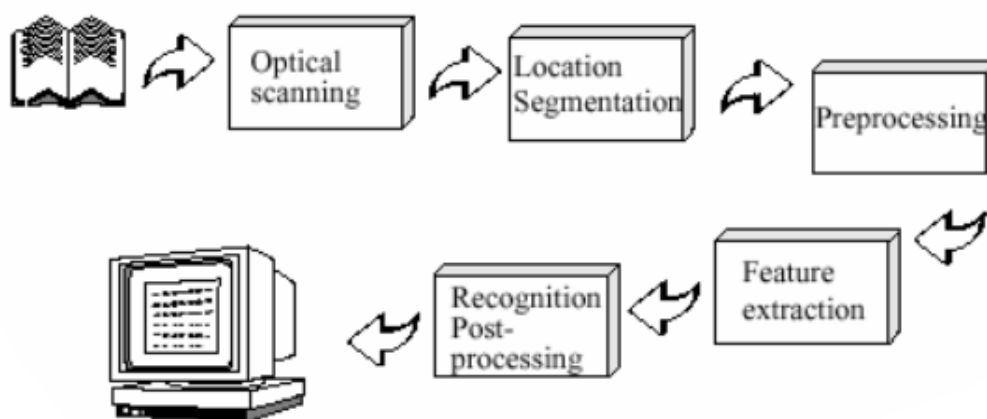 Optical
scanning
Location
Segmentation
Preprocessing
Feature
extraction
Recognition
Post-
processing